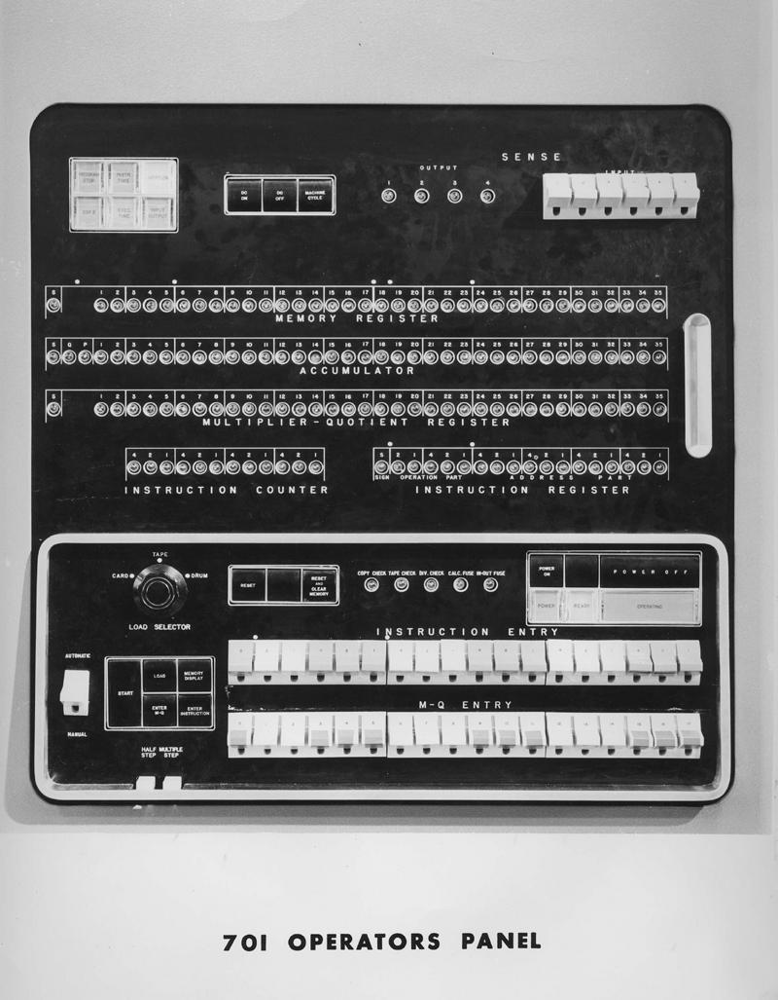 SENSE
OUTPUT
INPUT
PROGRAM STOP
INSTR. TIME
EXEC. TIME
INPUT OUTPUT
DC ON
DC OFF
MACHINE CYCLE
1 2 3 4
S 1 2 3 4 5 6 7 8 9 10 11 12 13 14 15 16 17 18 19 20 21 22 23 24 25 26 27 28 29 30 31 32 33 34 35
MEMORY REGISTER
S Q P 1 2 3 4 5 6 7 8 9 10 11 12 13 14 15 16 17 18 19 20 21 22 23 24 25 26 27 28 29 30 31 32 33 34 35
ACCUMULATOR
S 1 2 3 4 5 6 7 8 9 10 11 12 13 14 15 16 17 18 19 20 21 22 23 24 25 26 27 28 29 30 31 32 33 34 35
MULTIPLIER-QUOTIENT REGISTER
4 2 1 4 2 1 4 2 1 4 2 1
S 2 1 4 2 1 4 2 1 4 2 1 4 2 1 4 2 1
SIGN OPERATION PART ADDRESS PART
INSTRUCTION COUNTER
INSTRUCTION REGISTER
TAPE
CARD DRUM
LOAD SELECTOR
RESET
RESET AND CLEAR MEMORY
COPY CHECK TAPE CHECK DIV. CHECK CALC. FUSE IN-OUT FUSE
POWER ON
POWER OFF
POWER
READY
OPERATING
INSTRUCTION ENTRY
AUTOMATIC
MANUAL
START
LOAD
MEMORY DISPLAY
ENTER M-Q
ENTER INSTRUCTION
M-Q ENTRY
HALF MULTIPLE
STEP STEP
701 OPERATORS PANEL